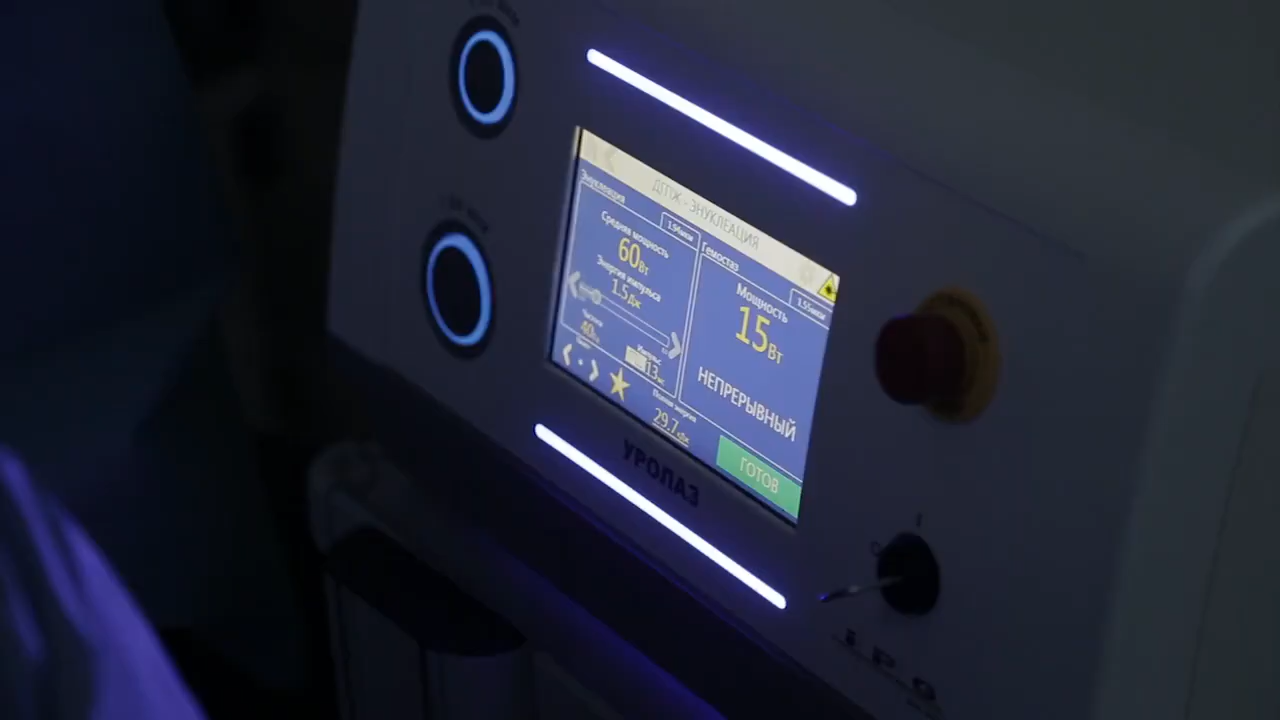 ДГПЖ - ЭНУКЛЕАЦИЯ
Энуклеация
1.94мкм
Средняя мощность
60Вт
Энергия импульса
1.5Дж
Частота
40Гц
Импульс
13мс
Гемостаз
1.55мкм
Мощность
15Вт
НЕПРЕРЫВНЫЙ
Полная энергия
29.7кДж
ГОТОВ
УРОЛАЗ
IPG